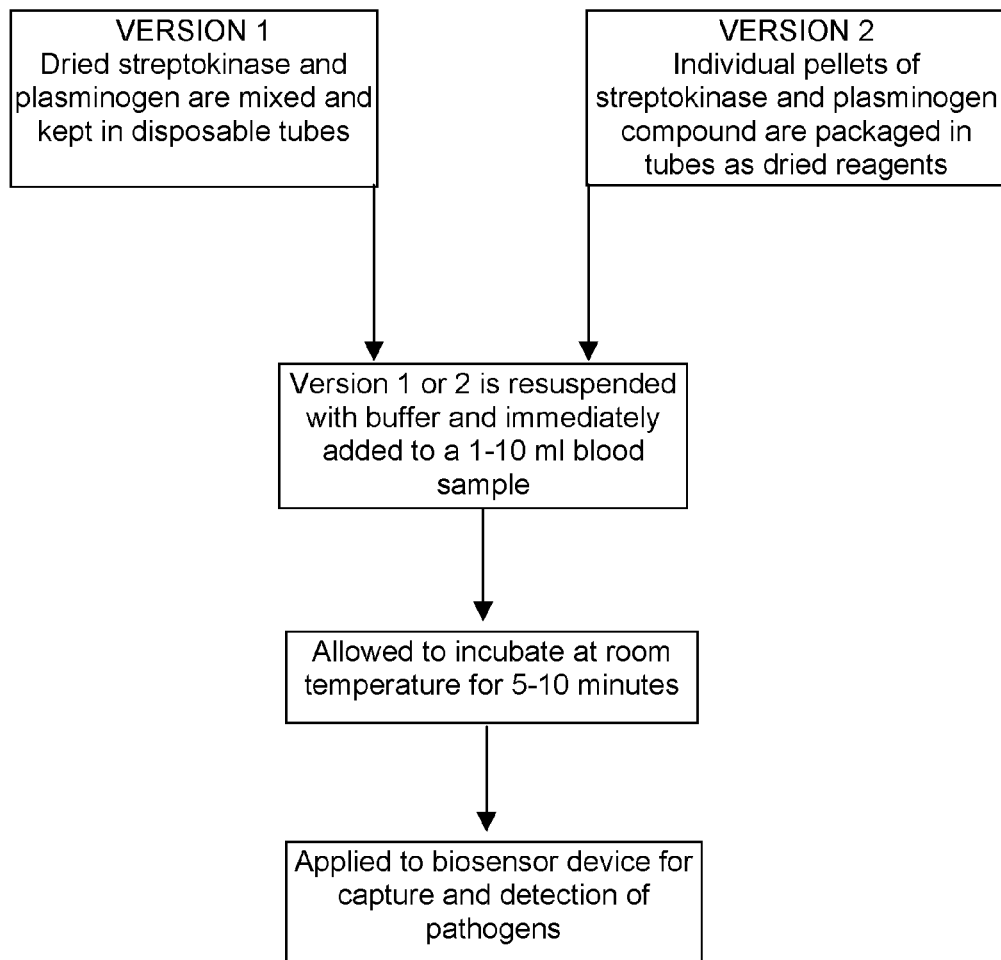 VERSION 1
Dried streptokinase and
plasminogen are mixed and
kept in disposable tubes
VERSION 2
Individual pellets of
streptokinase and plasminogen
compound are packaged in
tubes as dried reagents
Version 1 or 2 is resuspended
with buffer and immediately
added to a 1-10 ml blood
sample
Allowed to incubate at room
temperature for 5-10 minutes
Applied to biosensor device for
capture and detection of
pathogens